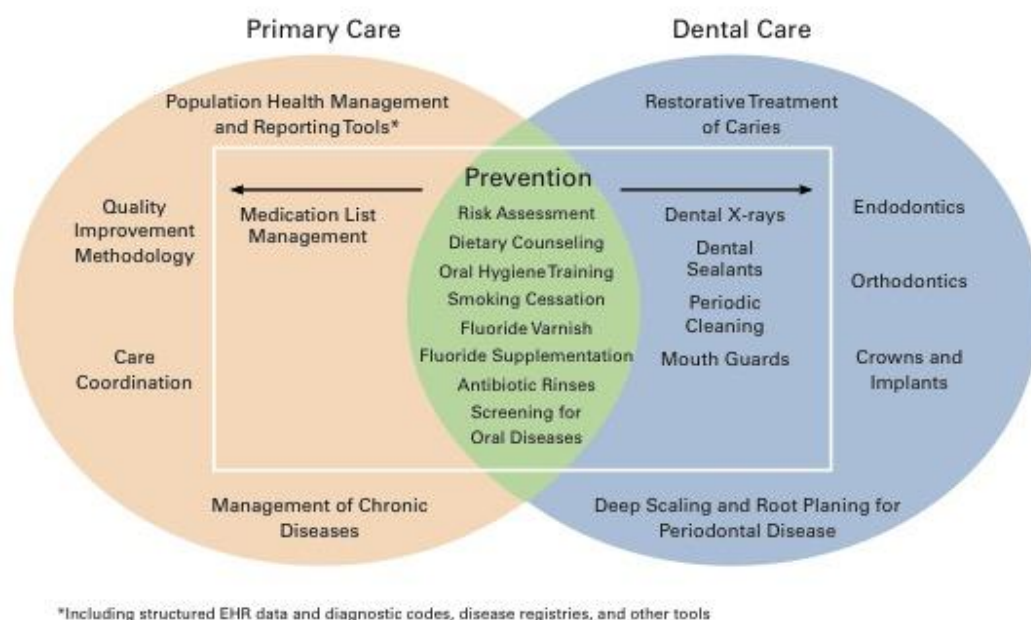 Primary Care
Dental Care
Population Health Management
and Reporting Tools*
Restorative Treatment
of Caries
Prevention
Quality
Improvement
Methodology
Medication List
Management
Risk Assessment
Dietary Counseling
Oral Hygiene Training
Smoking Cessation
Fluoride Varnish
Fluoride Supplementation
Antibiotic Rinses
Screening for
Oral Diseases
Dental X-rays
Dental
Sealants
Periodic
Cleaning
Mouth Guards
Endodontics
Orthodontics
Crowns and
Implants
Care
Coordination
Management of Chronic
Diseases
Deep Scaling and Root Planing for
Periodontal Disease
*Including structured EHR data and diagnostic codes, disease registries, and other tools